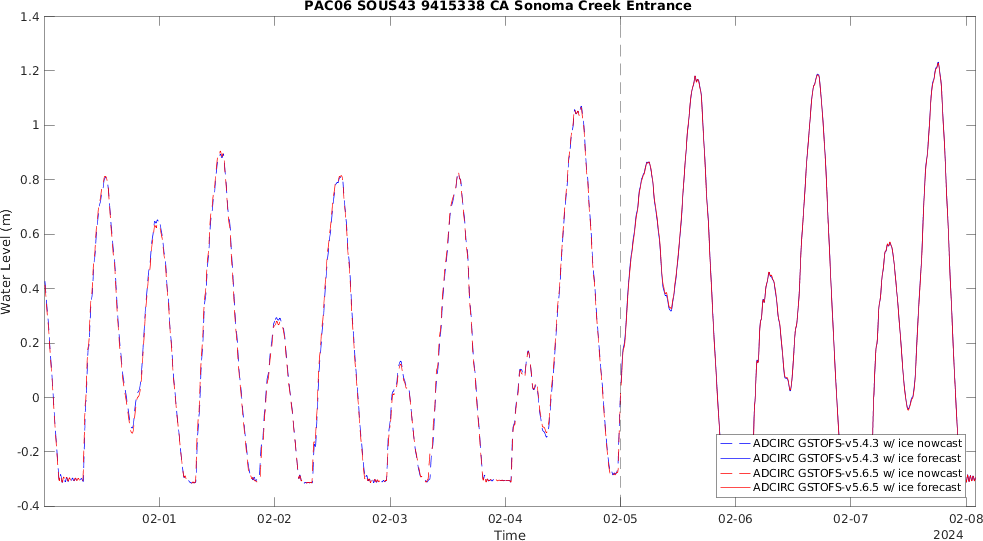 PAC06 SOUS43 9415338 CA Sonoma Creek Entrance
1.4
1.2
1
0.8
0.6
0.4
0.2
0
-0.2
-0.4
Water Level (m)
ADCIRC GSTOFS-v5.4.3 w/ ice nowcast
ADCIRC GSTOFS-v5.4.3 w/ ice forecast
ADCIRC GSTOFS-v5.6.5 w/ ice nowcast
ADCIRC GSTOFS-v5.6.5 w/ ice forecast
02-01 02-02 02-03 02-04 02-05 02-06 02-07 02-08
Time 2024